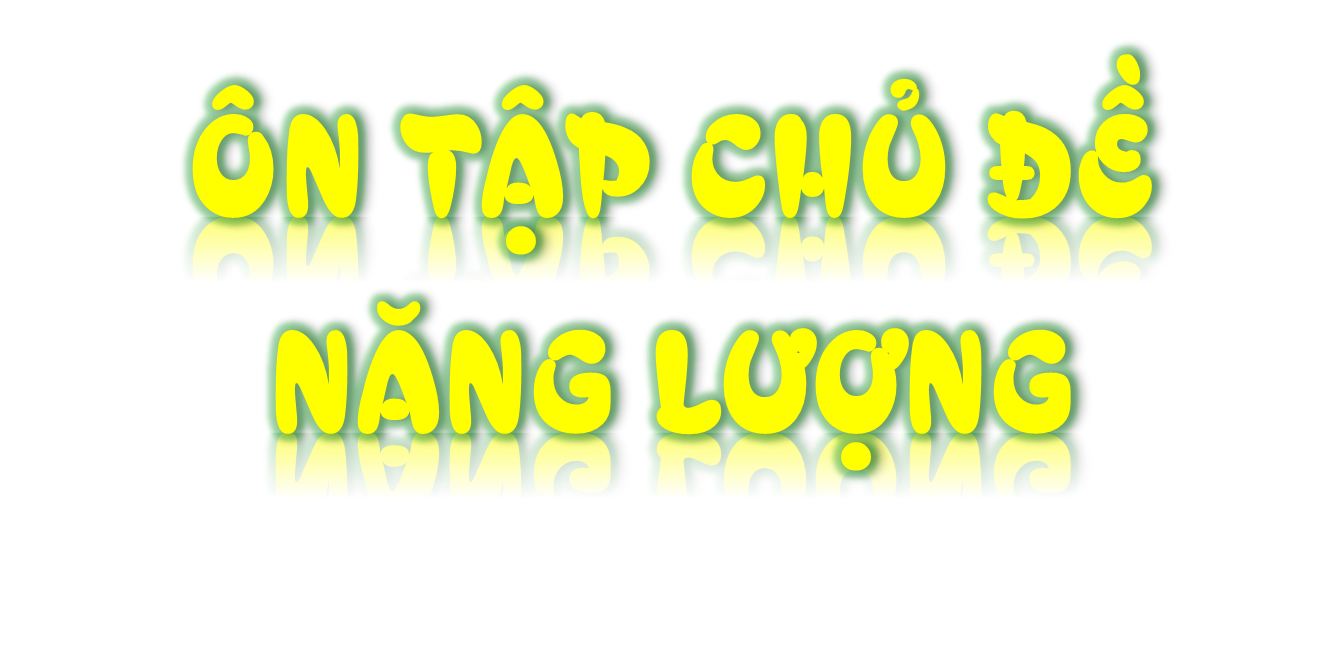 ÔN TẬP CHỦ ĐỀ
NĂNG LƯỢNG